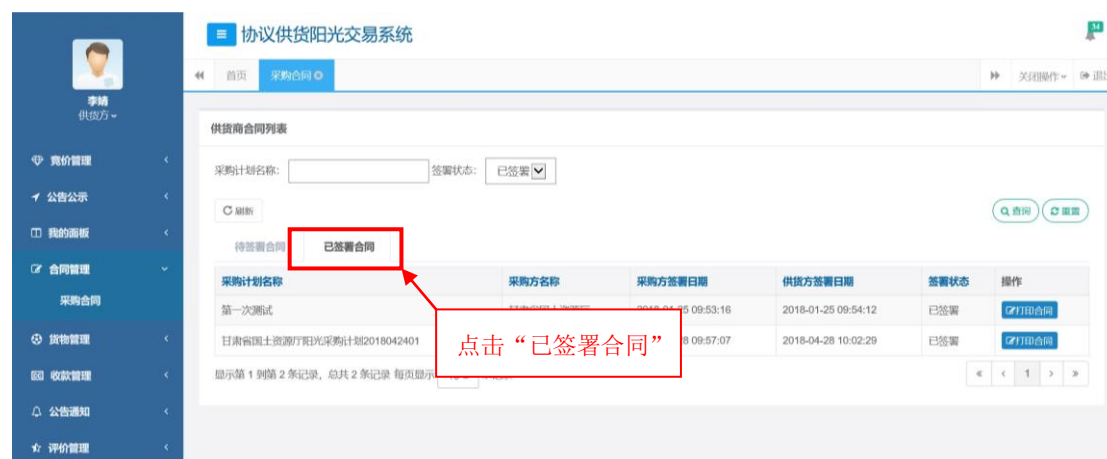 协议供货阳光交易系统
34
首页 采购合同
关闭操作
李婧
供货方
供货商合同列表
竞价管理
采购计划名称: 签署状态: 已签署
公告公示
刷新 查询 重置
我的面板
待签署合同 已签署合同
合同管理
采购计划名称 采购方名称 采购方签署日期 供货方签署日期 签署状态 操作
采购合同
第一次测试 2018-01-25 09:54:12 已签署 打印合同
点击“已签署合同”
货物管理
甘肃省国土资源厅阳光采购计划2018042401 09:57:07 2018-04-28 10:02:29 已签署 打印合同
收款管理
显示第 1 到第 2 条记录，总共 2 条记录 每页显示 « ‹ 1 › »
公告通知
评价管理